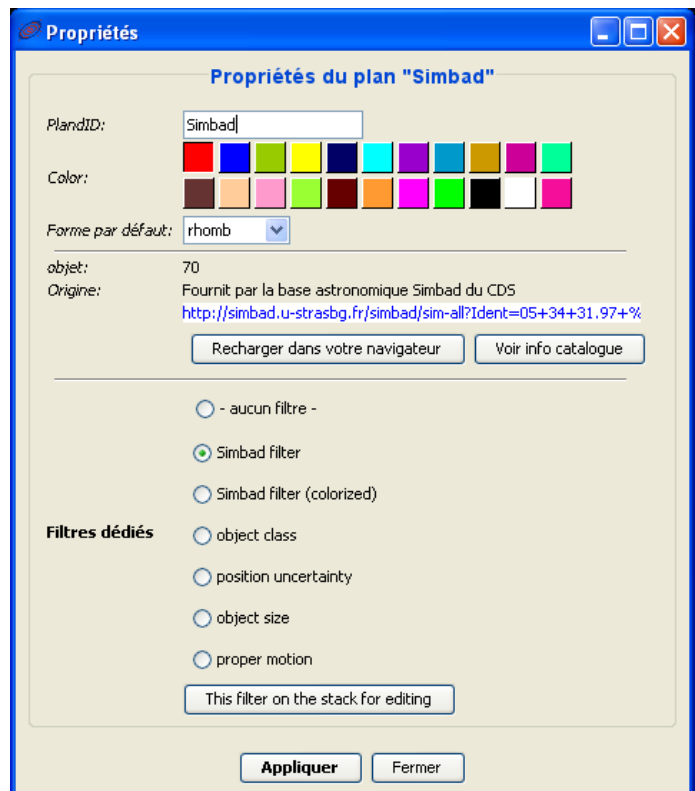 Propriétés
Propriétés du plan "Simbad"
PlandID: Simbad
Color:
Forme par défaut: rhomb
objet: 70
Origine: Fournit par la base astronomique Simbad du CDS
http://simbad.u-strasbg.fr/simbad/sim-all?Ident=05+34+31.97+%
Recharger dans votre navigateur Voir info catalogue
- aucun filtre -
Simbad filter
Simbad filter (colorized)
Filtres dédiés object class
position uncertainty
object size
proper motion
This filter on the stack for editing
Appliquer Fermer